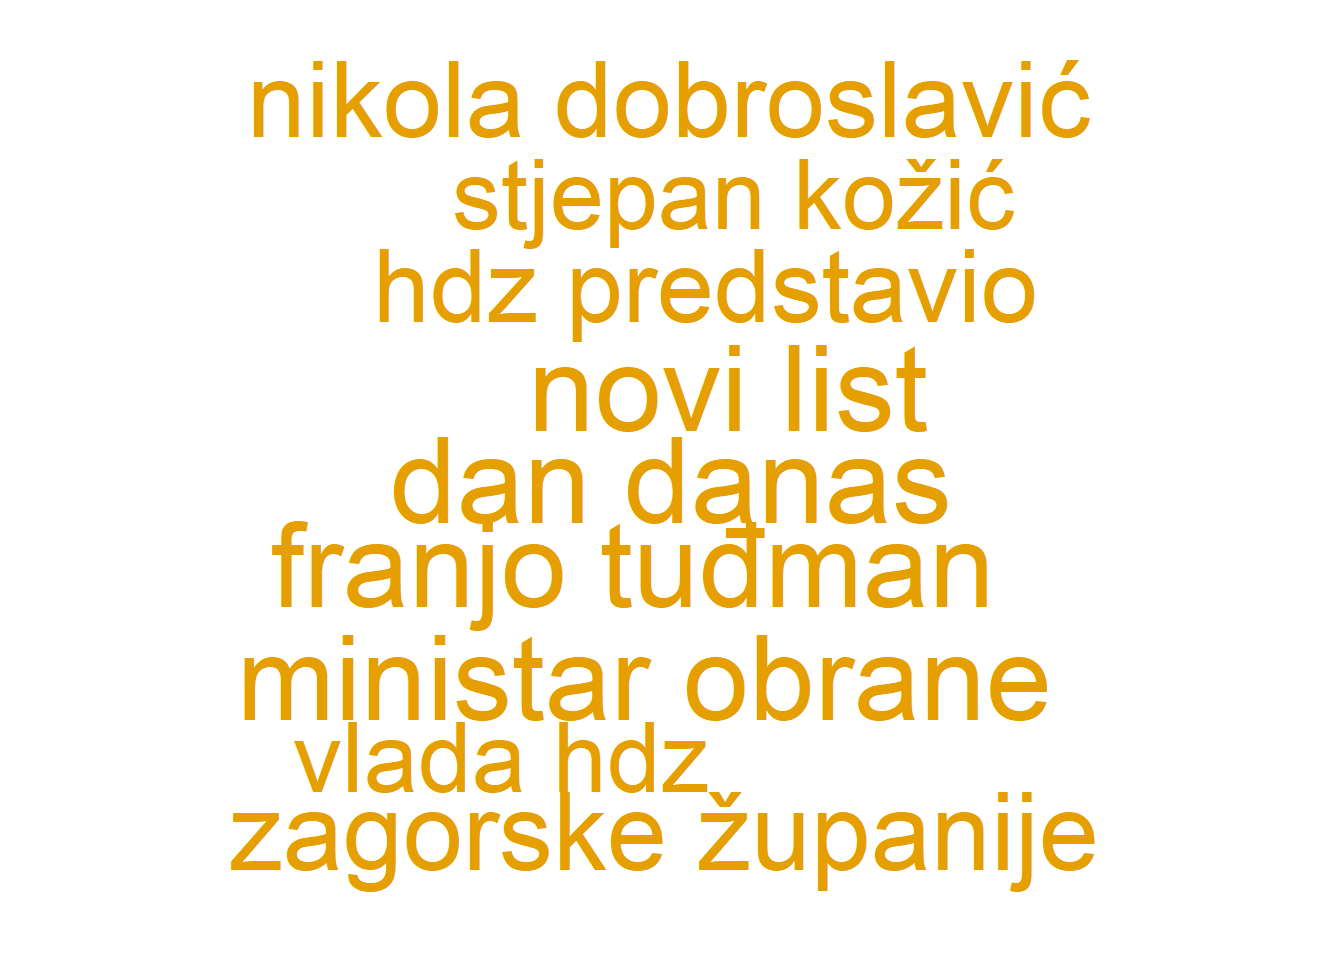 nikola dobroslavić
stjepan kožić
hdz predstavio
novi list
dan danas
franjo tuđman
ministar obrane
vlada hdz
zagorske županije